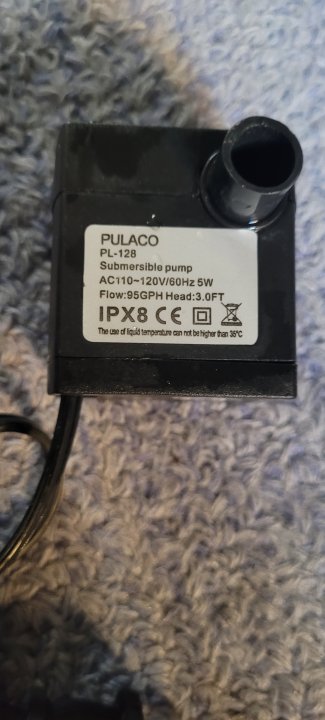 PULACO
PL-128
Submersible pump
AC110~120V/60Hz 5W
Flow:95GPH Head:3.0FT
IPX8 CE
The use of liquid temperature can not be higher than 35°C